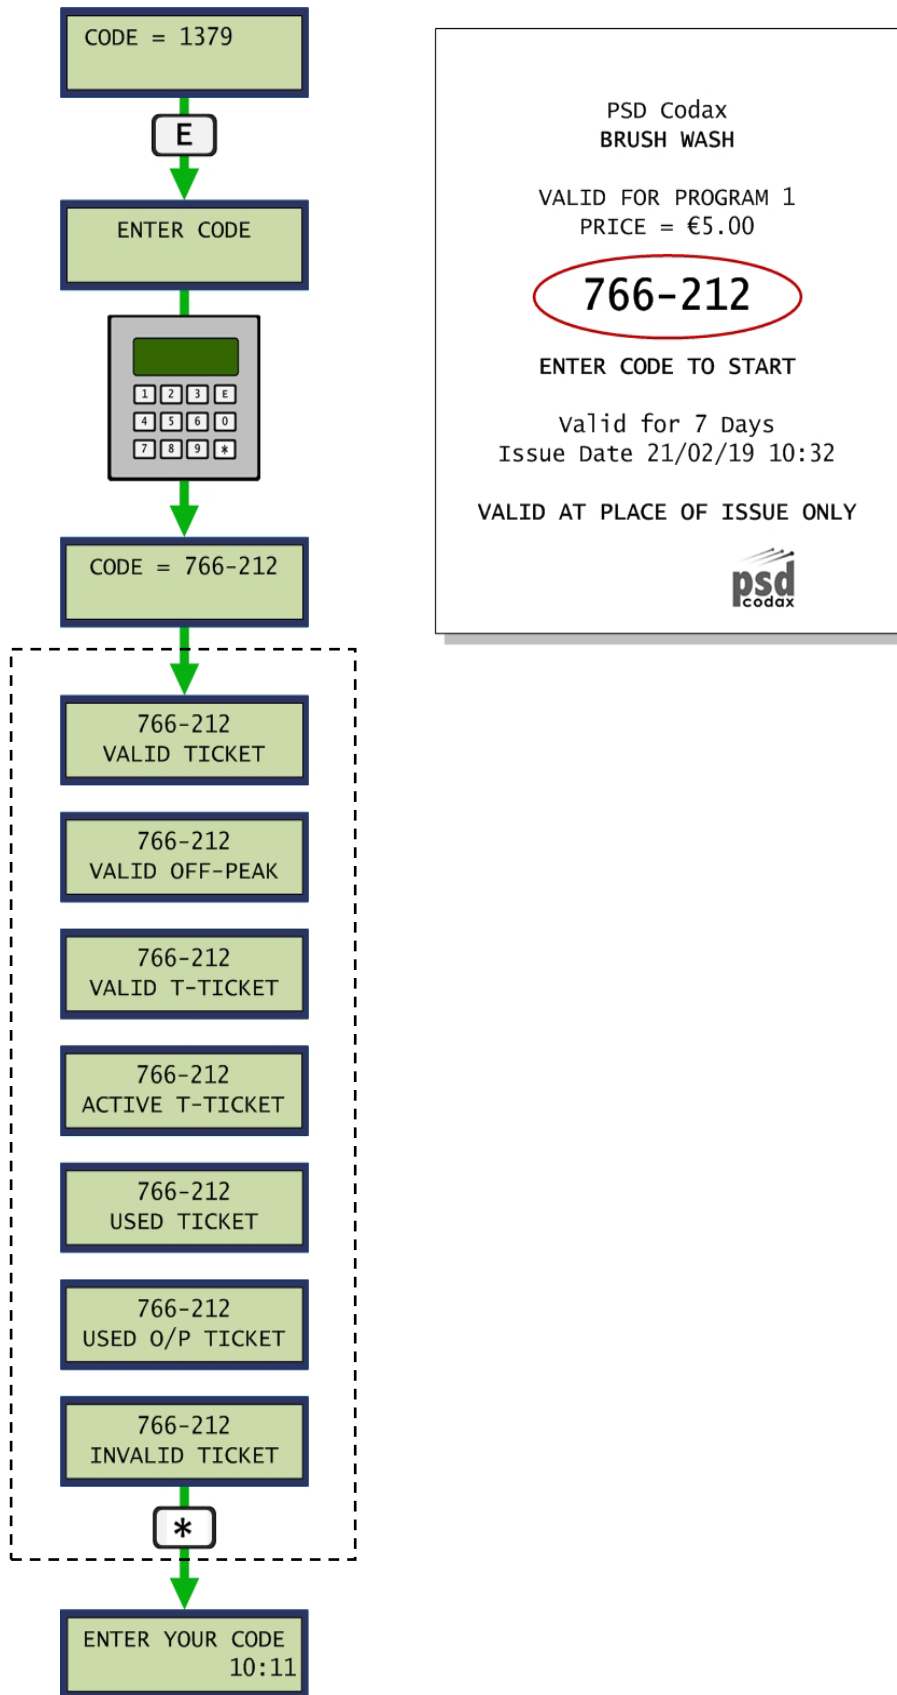 CODE = 1379
E
ENTER CODE
1 2 3 E
4 5 6 0
7 8 9 *
CODE = 766-212
766-212
VALID TICKET
766-212
VALID OFF-PEAK
766-212
VALID T-TICKET
766-212
ACTIVE T-TICKET
766-212
USED TICKET
766-212
USED O/P TICKET
766-212
INVALID TICKET
*
ENTER YOUR CODE
10:11
PSD Codax
BRUSH WASH
VALID FOR PROGRAM 1
PRICE = €5.00
766-212
ENTER CODE TO START
Valid for 7 Days
Issue Date 21/02/19 10:32
VALID AT PLACE OF ISSUE ONLY
psd
codax